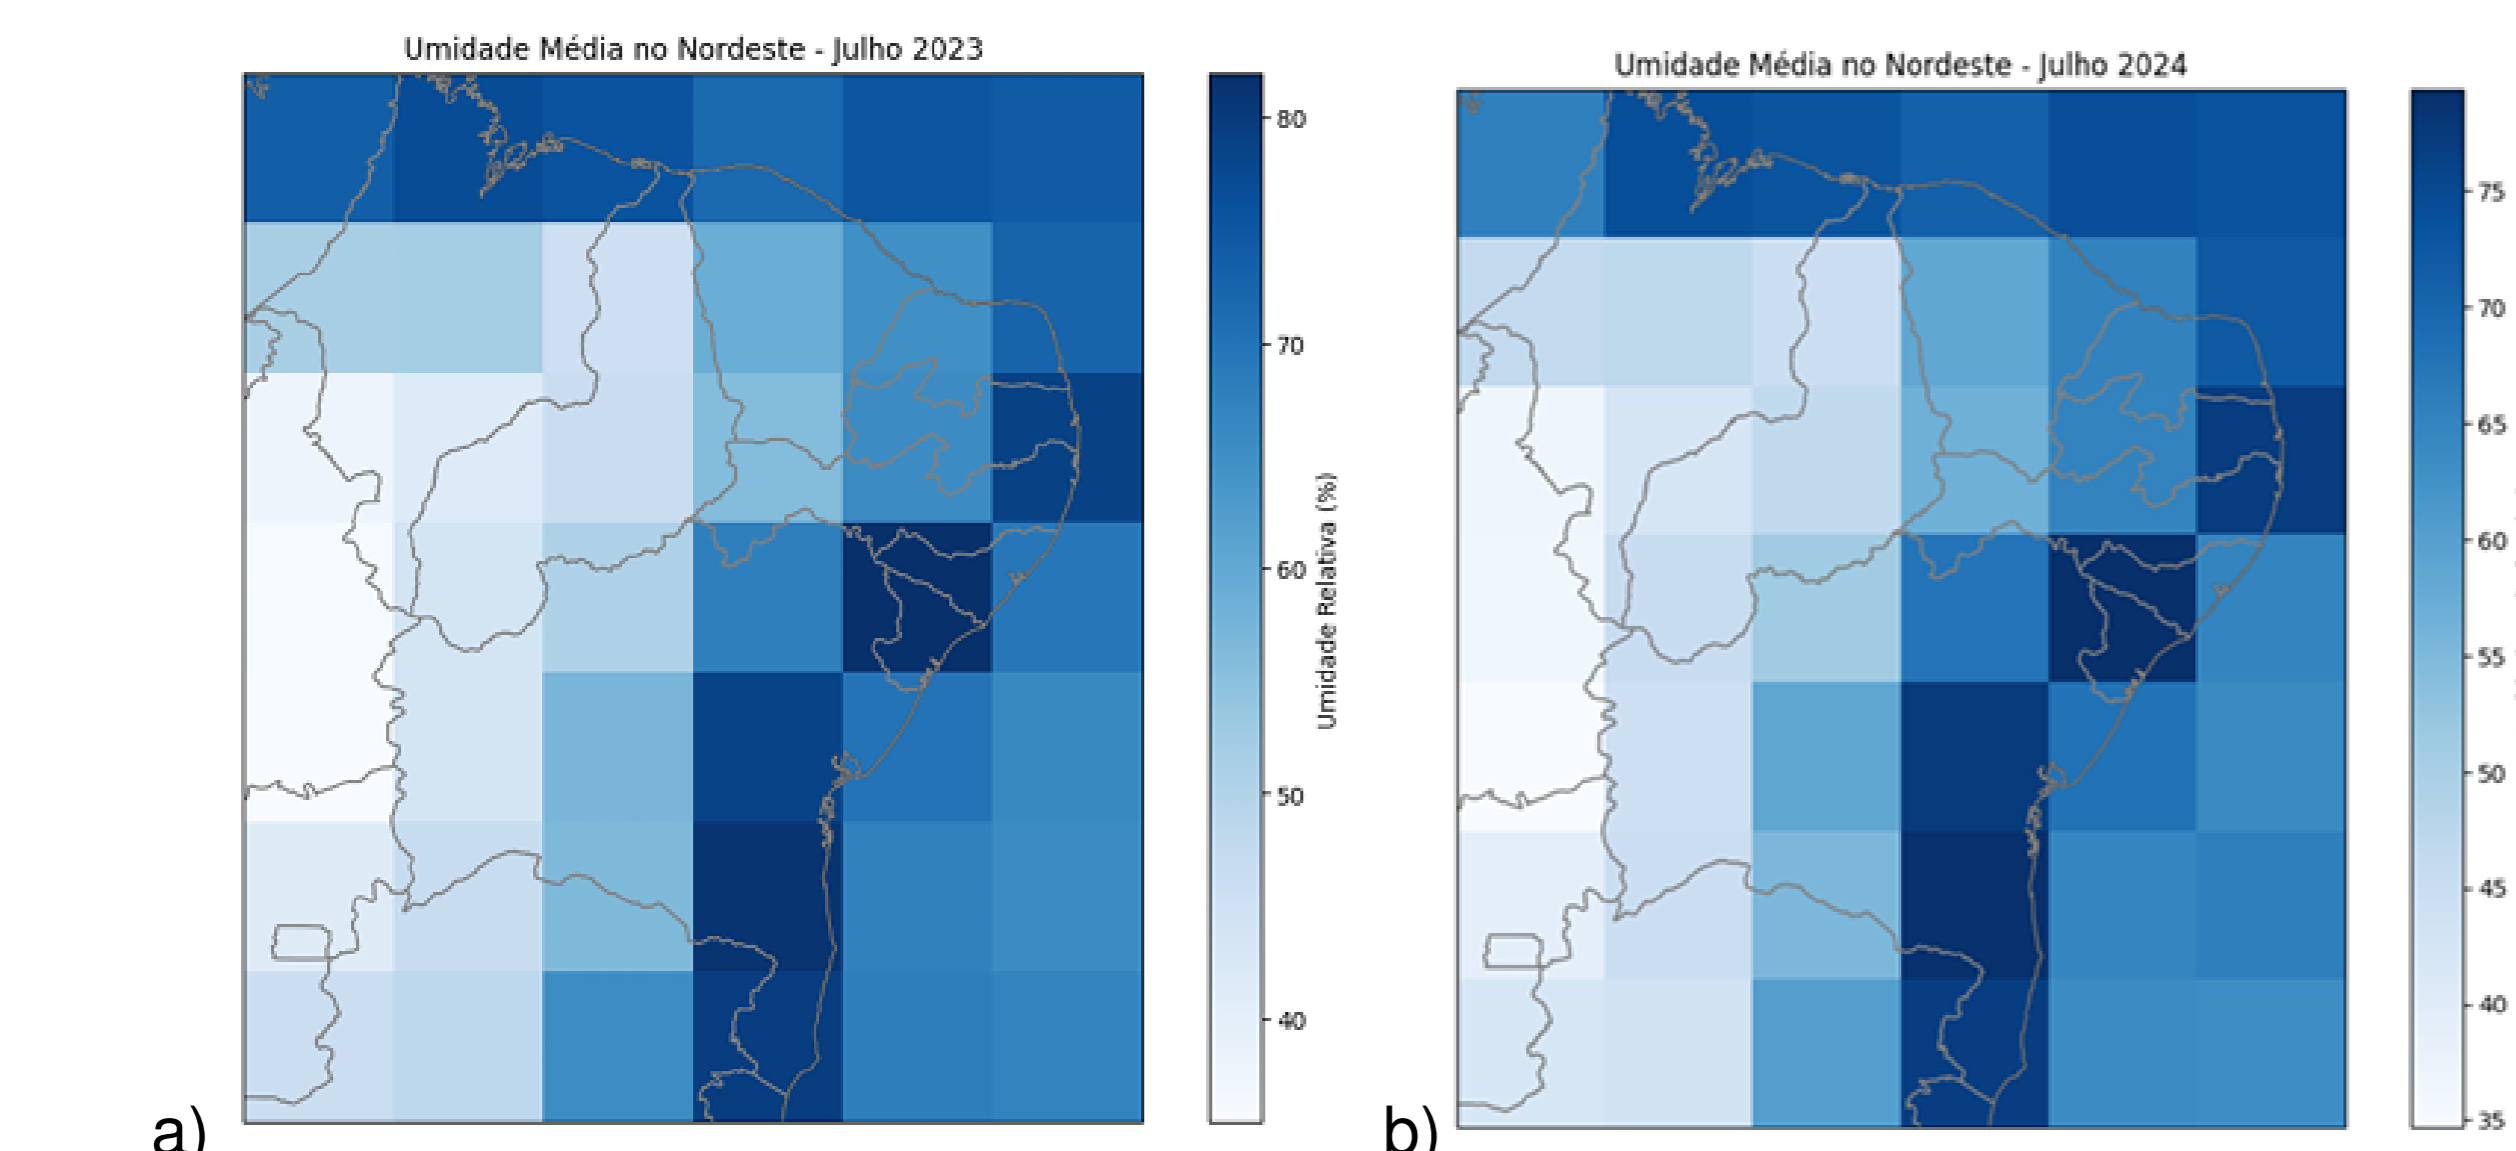 Umidade Média no Nordeste - Julho 2023
80
70
60
50
40
Umidade Relativa (%)
a)
Umidade Média no Nordeste - Julho 2024
75
70
65
60
55
50
45
40
35
b)